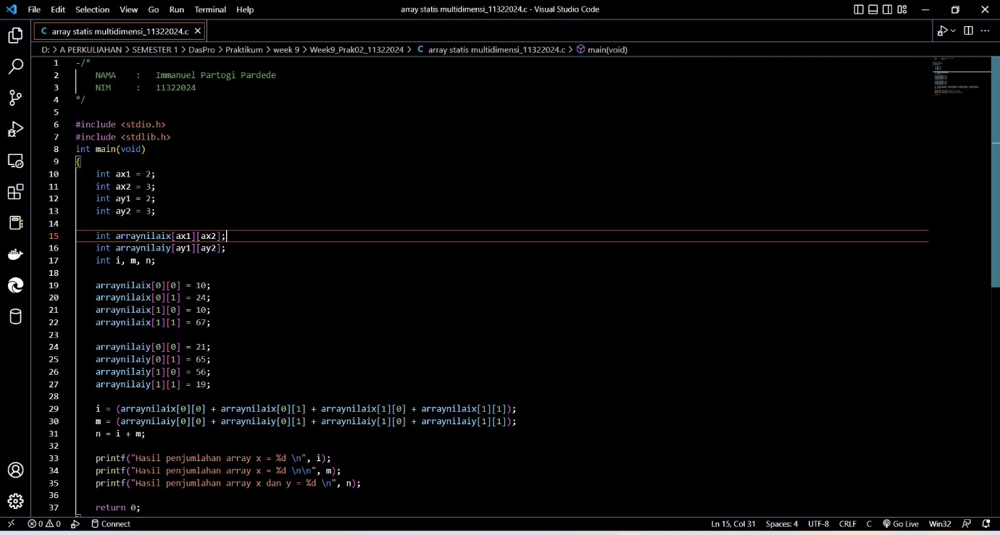 File Edit Selection View Go Run Terminal Help array statis multidimensi_11322024.c - Visual Studio Code
C array statis multidimensi_11322024.c
D: > A PERKULIAHAN > SEMESTER 1 > DasPro > Praktikum > week 9 > Week9_Prak02_11322024 > C array statis multidimensi_11322024.c > main(void)
1 -/*
2 NAMA : Immanuel Partogi Pardede
3 NIM : 11322024
4 */
5
6 #include <stdio.h>
7 #include <stdlib.h>
8 int main(void)
9 {
10 int ax1 = 2;
11 int ax2 = 3;
12 int ay1 = 2;
13 int ay2 = 3;
14
15 int arraynilaix[ax1][ax2];
16 int arraynilaiy[ay1][ay2];
17 int i, m, n;
18
19 arraynilaix[0][0] = 10;
20 arraynilaix[0][1] = 24;
21 arraynilaix[1][0] = 10;
22 arraynilaix[1][1] = 67;
23
24 arraynilaiy[0][0] = 21;
25 arraynilaiy[0][1] = 65;
26 arraynilaiy[1][0] = 56;
27 arraynilaiy[1][1] = 19;
28
29 i = (arraynilaix[0][0] + arraynilaix[0][1] + arraynilaix[1][0] + arraynilaix[1][1]);
30 m = (arraynilaiy[0][0] + arraynilaiy[0][1] + arraynilaiy[1][0] + arraynilaiy[1][1]);
31 n = i + m;
32
33 printf("Hasil penjumlahan array x = %d \n", i);
34 printf("Hasil penjumlahan array x = %d \n\n", m);
35 printf("Hasil penjumlahan array x dan y = %d \n", n);
36
37 return 0;
0 0 Connect Ln 15, Col 31 Spaces: 4 UTF-8 CRLF C Go Live Win32